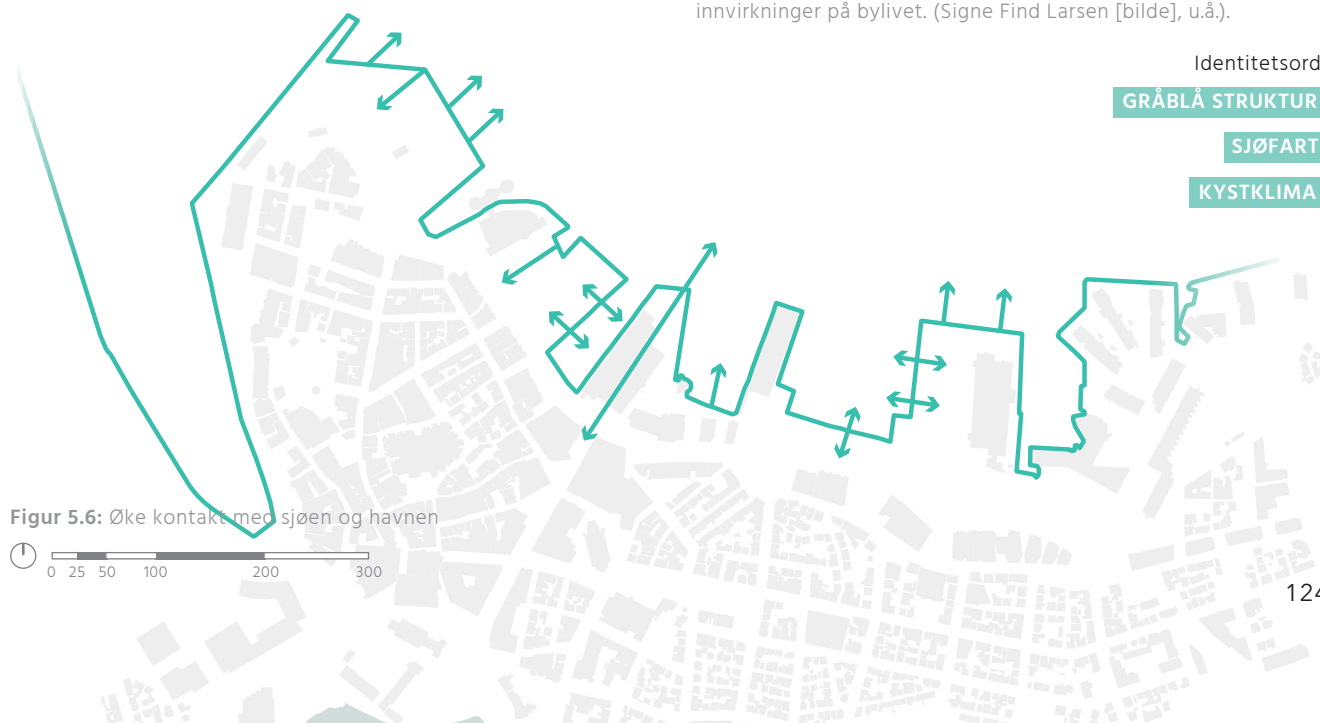 innvirkninger på bylivet. (Signe Find Larsen [bilde], u.å.).
Identitetsord
GRÅBLÅ STRUKTUR
SJØFART
KYSTKLIMA
Figur 5.6: Øke kontakt med sjøen og havnen
0 25 50 100 200 300
124